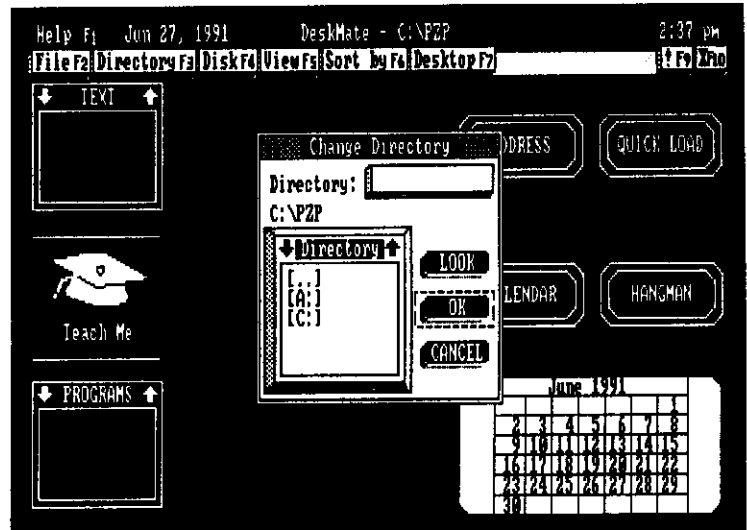 Help F1 Jun 27, 1991 DeskMate - C:\PZP 2:37 pm
File F2 Directory F3 Disk F4 View F5 Sort by F6 Desktop F7 F9 F10
TEXT
Change Directory
DDRESS
QUICK LOAD
Directory:
C:\PZP
Directory
[..]
[A:]
[C:]
LOOK
OK
CANCEL
LENDAR
HANGMAN
Teach Me
PROGRAMS
June 1991
1
2 3 4 5 6 7 8
9 10 11 12 13 14 15
16 17 18 19 20 21 22
23 24 25 26 27 28 29
30